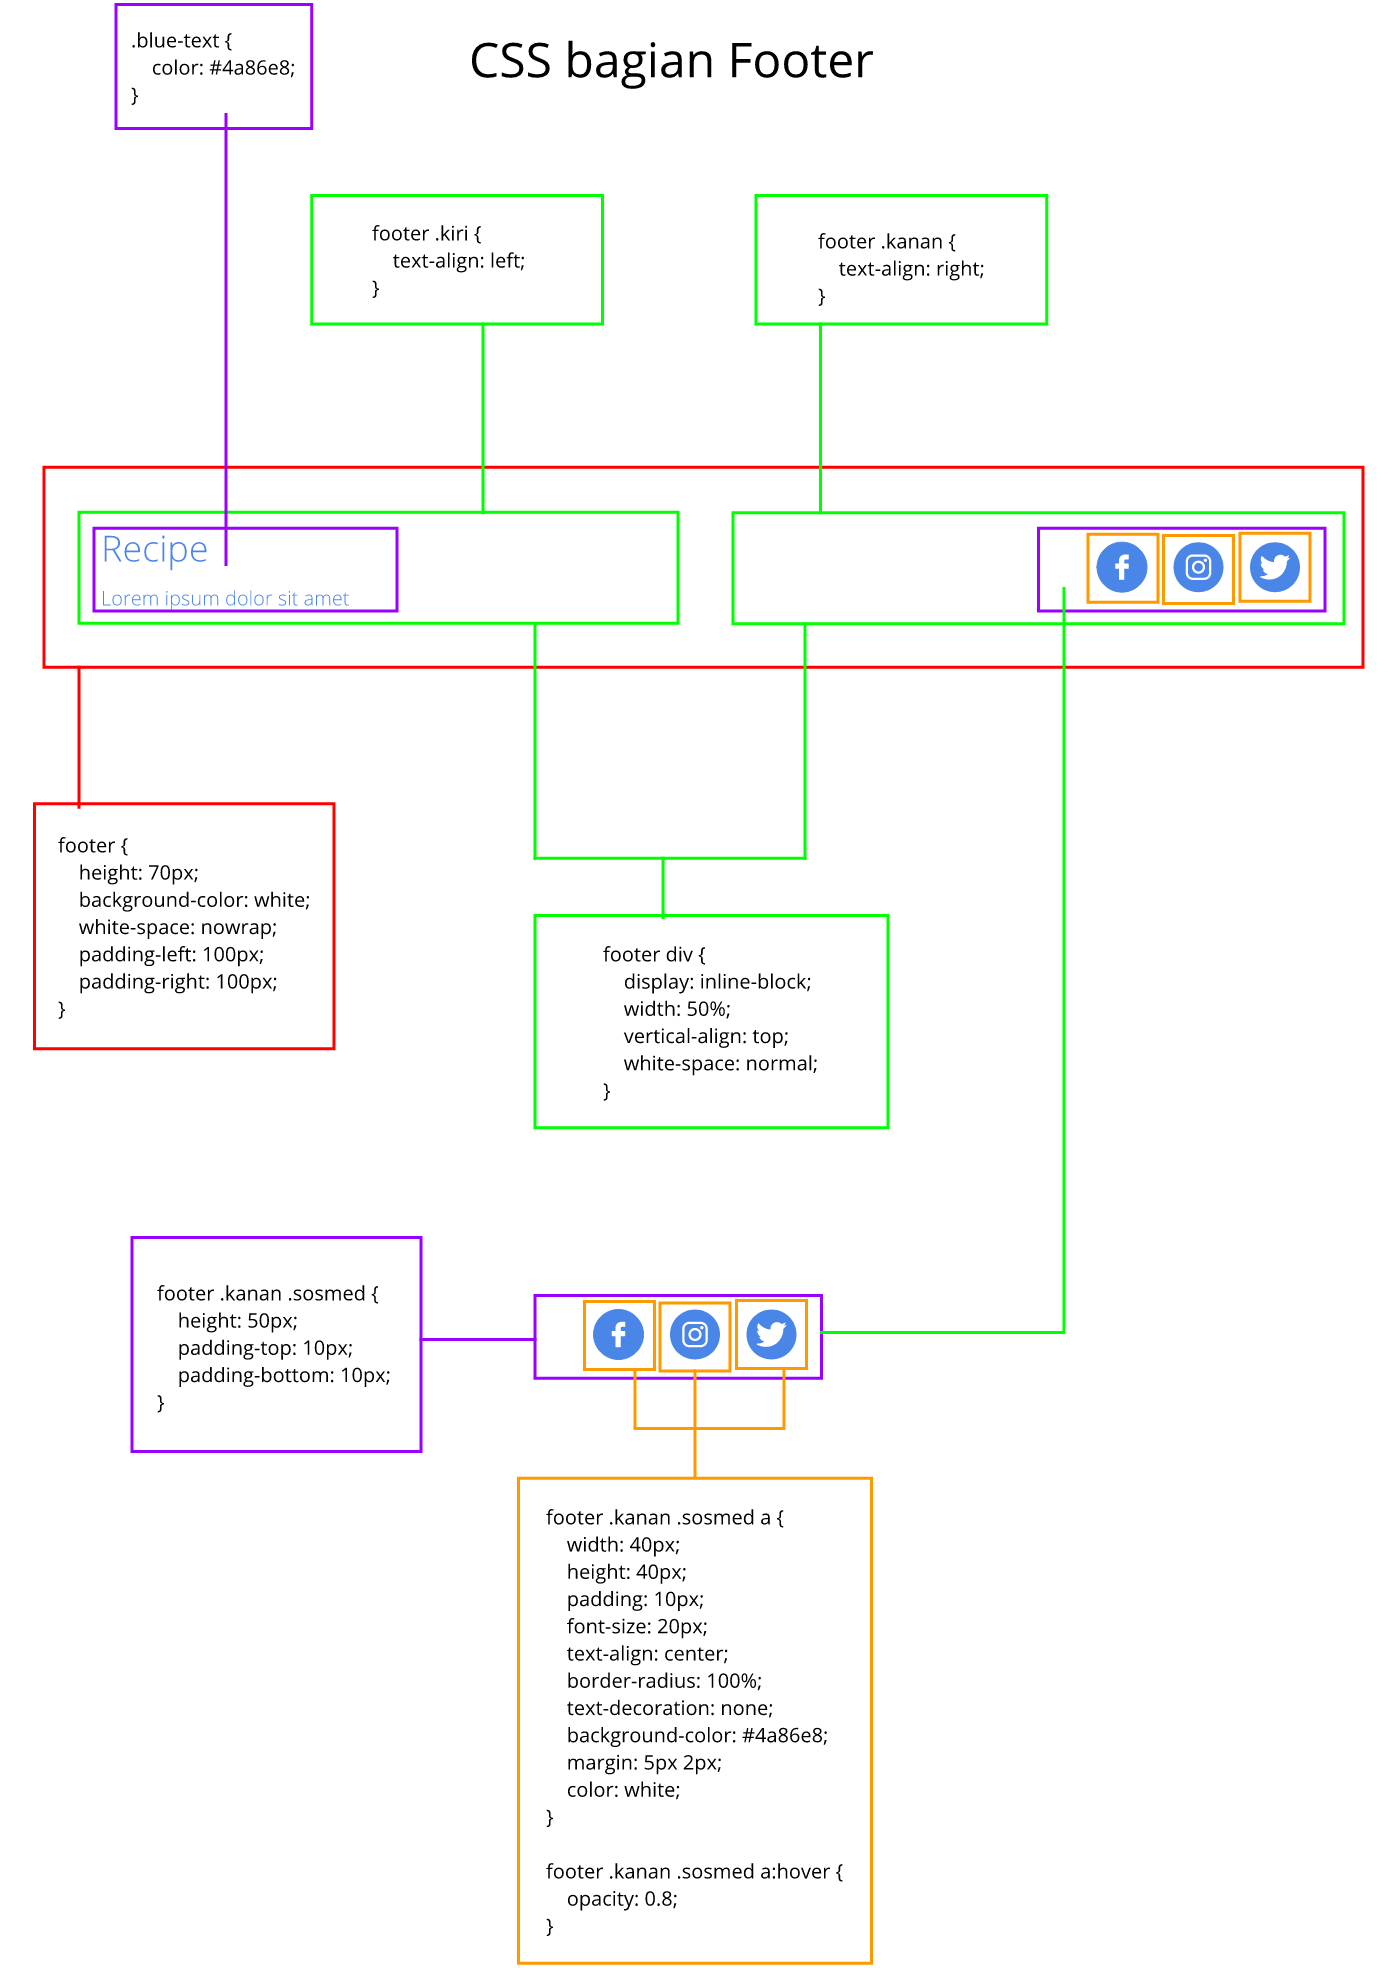 .blue-text {
color: #4a86e8;
}
CSS bagian Footer
footer .kiri {
text-align: left;
}
footer .kanan {
text-align: right;
}
Recipe
Lorem ipsum dolor sit amet
footer {
height: 70px;
background-color: white;
white-space: nowrap;
padding-left: 100px;
padding-right: 100px;
}
footer div {
display: inline-block;
width: 50%;
vertical-align: top;
white-space: normal;
}
footer .kanan .sosmed {
height: 50px;
padding-top: 10px;
padding-bottom: 10px;
}
footer .kanan .sosmed a {
width: 40px;
height: 40px;
padding: 10px;
font-size: 20px;
text-align: center;
border-radius: 100%;
text-decoration: none;
background-color: #4a86e8;
margin: 5px 2px;
color: white;
}
footer .kanan .sosmed a:hover {
opacity: 0.8;
}